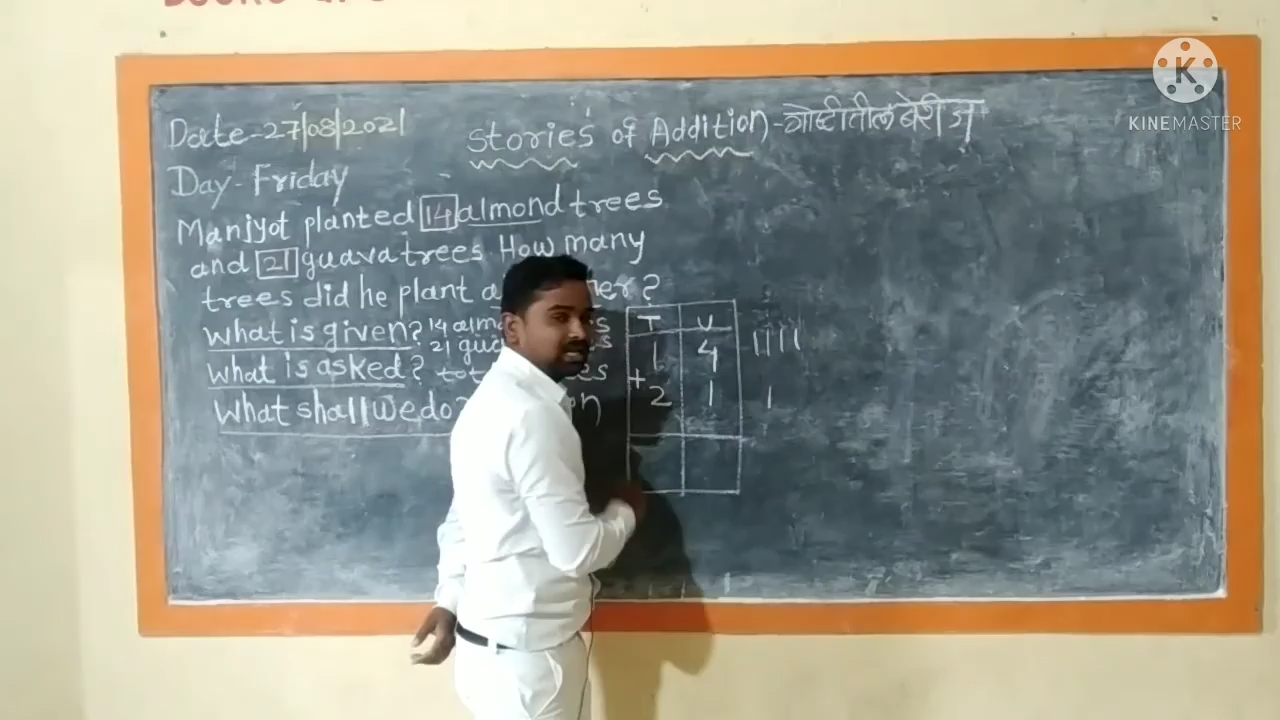 Date-27/08/2021
Stories of Addition-गोष्टीतील बेरीज
Day-Friday
Manjyot planted 14 almond trees
and 21 guava trees How many
trees did he plant ?
What is given? 14
21
What is asked?
What shall we do?
T U
1 4 ||||
+
2 1 |
K
KINEMASTER